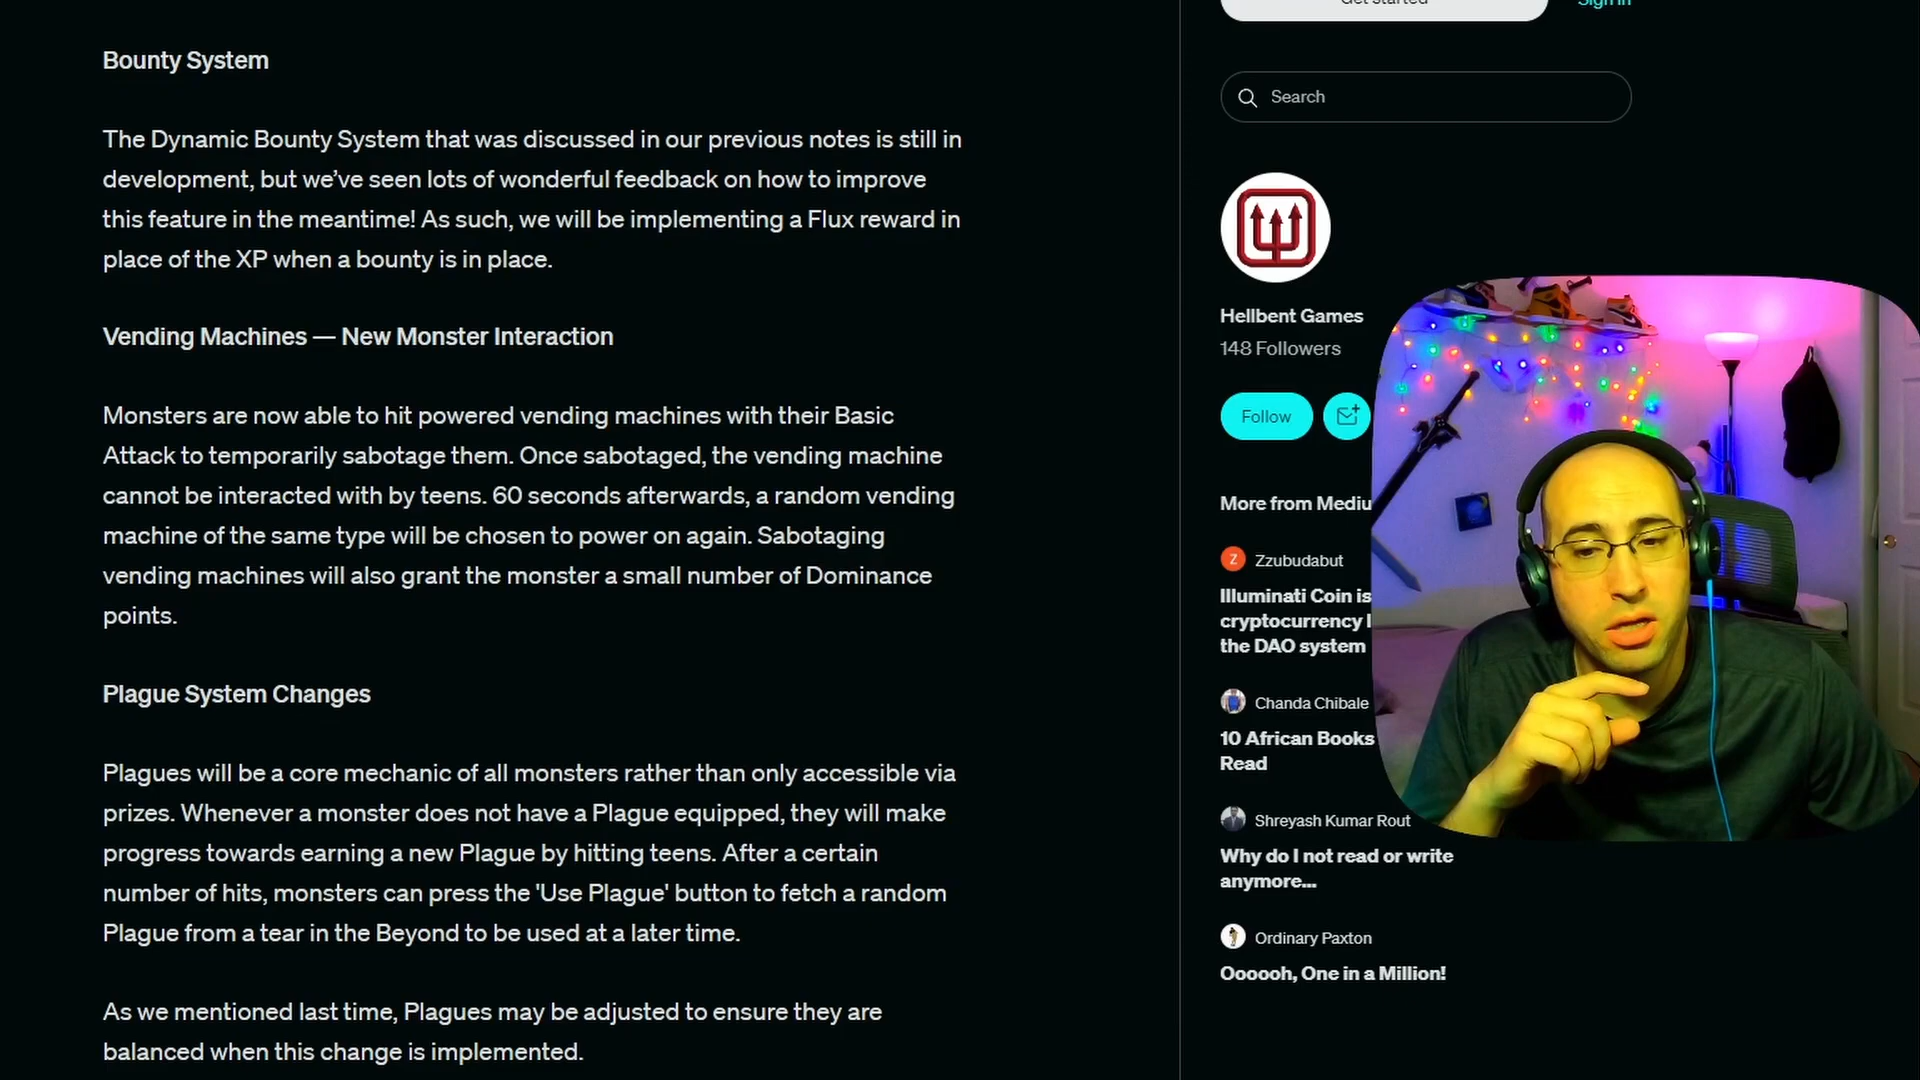 Get started
Sign in
Bounty System
The Dynamic Bounty System that was discussed in our previous notes is still in
development, but we've seen lots of wonderful feedback on how to improve
this feature in the meantime! As such, we will be implementing a Flux reward in
place of the XP when a bounty is in place.
Vending Machines — New Monster Interaction
Monsters are now able to hit powered vending machines with their Basic
Attack to temporarily sabotage them. Once sabotaged, the vending machine
cannot be interacted with by teens. 60 seconds afterwards, a random vending
machine of the same type will be chosen to power on again. Sabotaging
vending machines will also grant the monster a small number of Dominance
points.
Plague System Changes
Plagues will be a core mechanic of all monsters rather than only accessible via
prizes. Whenever a monster does not have a Plague equipped, they will make
progress towards earning a new Plague by hitting teens. After a certain
number of hits, monsters can press the 'Use Plague' button to fetch a random
Plague from a tear in the Beyond to be used at a later time.
As we mentioned last time, Plagues may be adjusted to ensure they are
balanced when this change is implemented.
Search
Hellbent Games
148 Followers
Follow
More from Mediu
Z
Zzubudabut
Illuminati Coin is
cryptocurrency
the DAO system
Chanda Chibale
10 African Books
Read
Shreyash Kumar Rout
Why do I not read or write
anymore...
Ordinary Paxton
Oooooh, One in a Million!